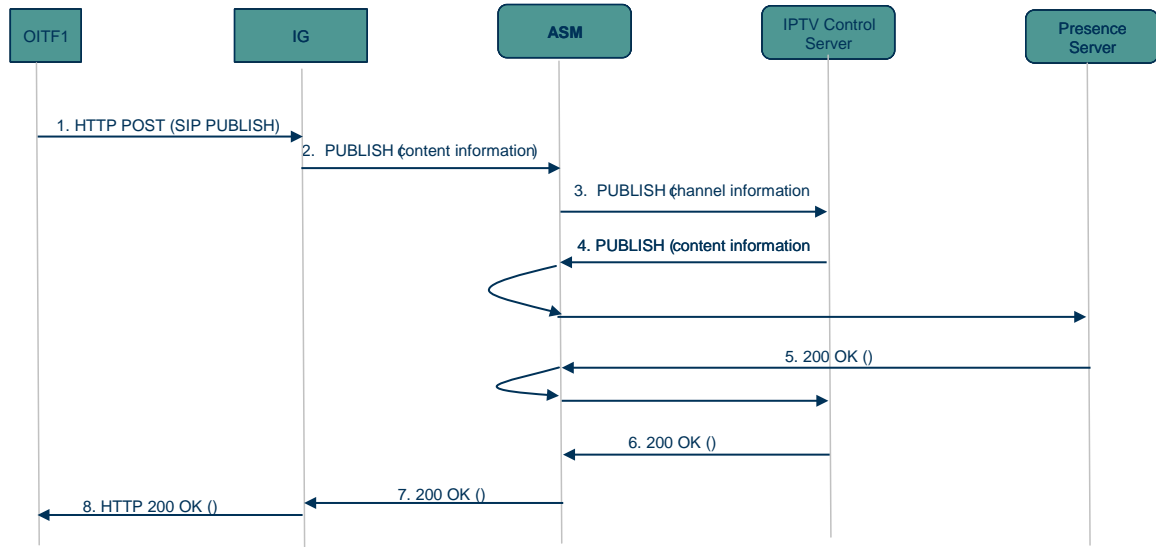 OITF1
IG
ASM
IPTV Control
Server
Presence
Server
1. HTTP POST (SIP PUBLISH)
2. PUBLISH (content information)
3. PUBLISH (channel information
4. PUBLISH (content information
5. 200 OK ()
6. 200 OK ()
7. 200 OK ()
8. HTTP 200 OK ()